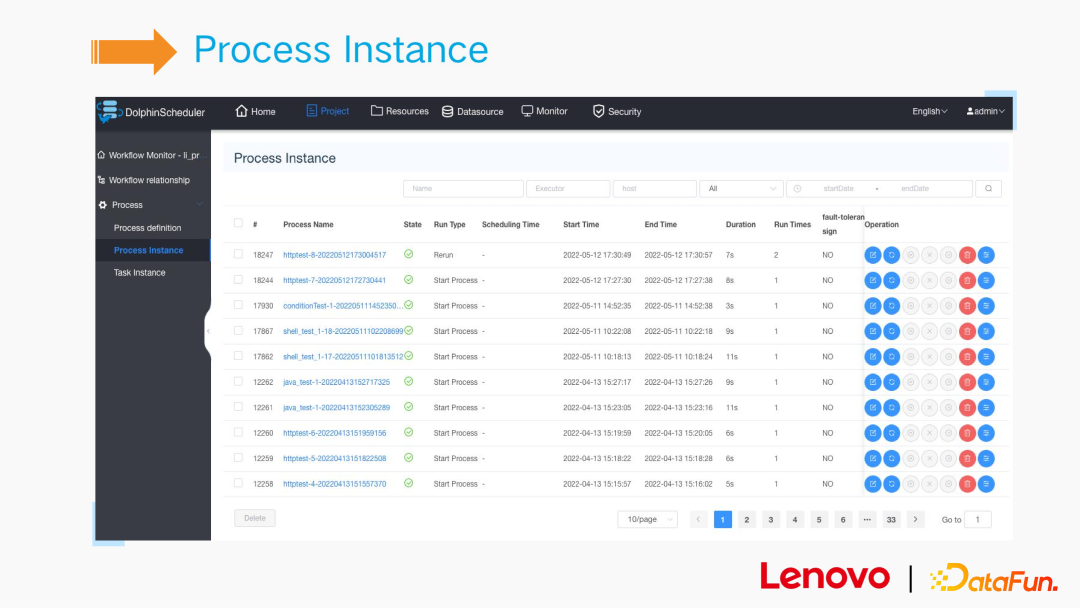 Process Instance
DolphinScheduler
Home
Project
Resources
Datasource
Monitor
Security
English
admin
Workflow Monitor - ll_pr
Workflow relationship
Process
Process definition
Process Instance
Task Instance
Process Instance
Name
Executor
host
All
startDate - endDate
# Process Name State Run Type Scheduling Time Start Time End Time Duration Run Times fault-toleran sign Operation
18247 httptest-8-20220512173004517 Rerun - 2022-05-12 17:30:49 2022-05-12 17:30:57 7s 2 NO
18244 httptest-7-20220512172730441 Start Process - 2022-05-12 17:27:30 2022-05-12 17:27:38 8s 1 NO
17930 conditionTest-1-202205111452350... Start Process - 2022-05-11 14:52:35 2022-05-11 14:52:38 3s 1 NO
17867 shell_test_1-18-20220511102208699 Start Process - 2022-05-11 10:22:08 2022-05-11 10:22:18 9s 1 NO
17862 shell_test_1-17-20220511101813512 Start Process - 2022-05-11 10:18:13 2022-05-11 10:18:24 11s 1 NO
12262 java_test-1-20220413152717325 Start Process - 2022-04-13 15:27:17 2022-04-13 15:27:26 9s 1 NO
12261 java_test-1-20220413152305289 Start Process - 2022-04-13 15:23:05 2022-04-13 15:23:16 11s 1 NO
12260 httptest-6-20220413151959156 Start Process - 2022-04-13 15:19:59 2022-04-13 15:20:05 6s 1 NO
12259 httptest-5-20220413151822508 Start Process - 2022-04-13 15:18:22 2022-04-13 15:18:28 6s 1 NO
12258 httptest-4-20220413151557370 Start Process - 2022-04-13 15:15:57 2022-04-13 15:16:02 5s 1 NO
Delete
10/page
1 2 3 4 5 6 ... 33
Go to 1
Lenovo
DataFun.